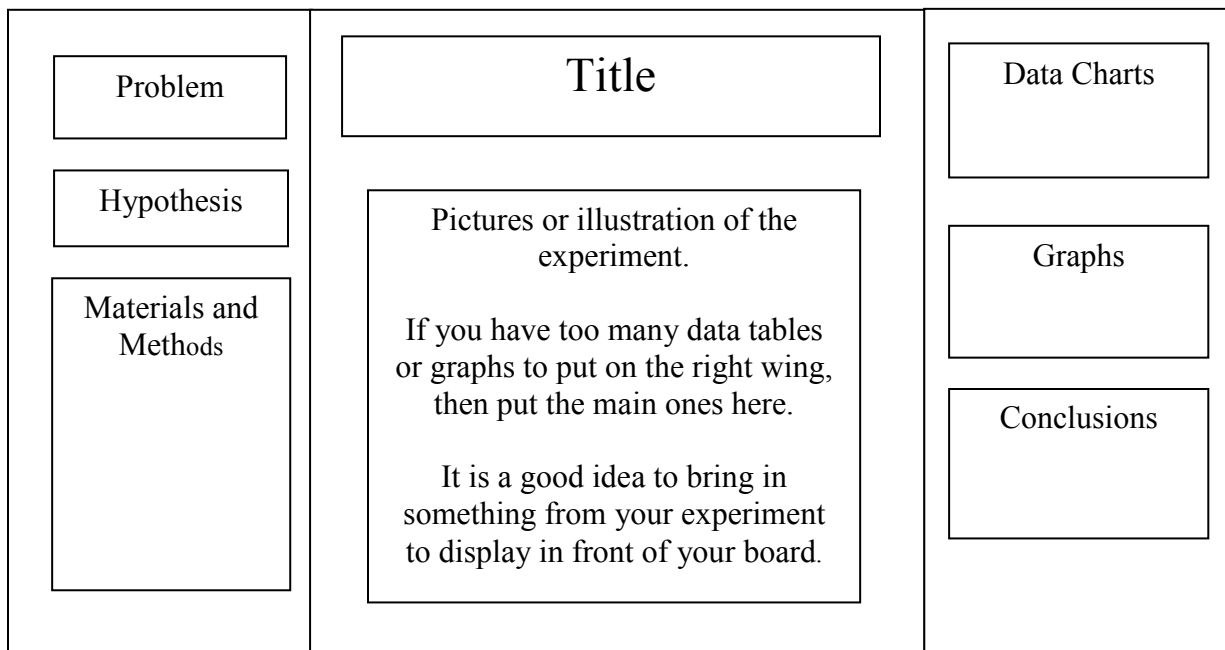 Problem
Hypothesis
Materials and
Methods
Title
Pictures or illustration of the
experiment.
If you have too many data tables
or graphs to put on the right wing,
then put the main ones here.
It is a good idea to bring in
something from your experiment
to display in front of your board.
Data Charts
Graphs
Conclusions